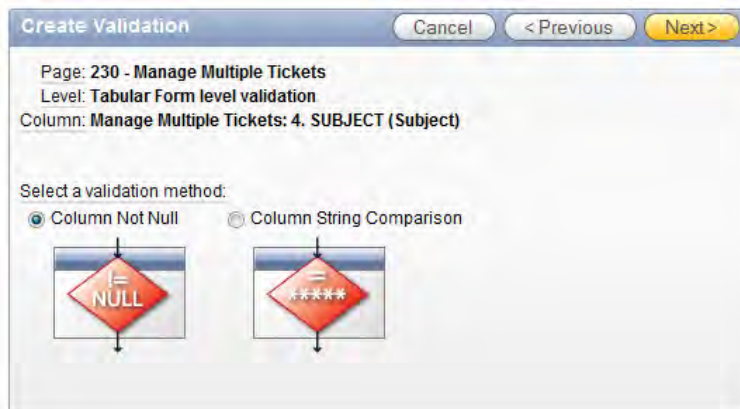 Create Validation Cancel < Previous Next >
Page: 230 - Manage Multiple Tickets
Level: Tabular Form level validation
Column: Manage Multiple Tickets: 4. SUBJECT (Subject)
Select a validation method:
Column Not Null Column String Comparison
!= =
NULL *****